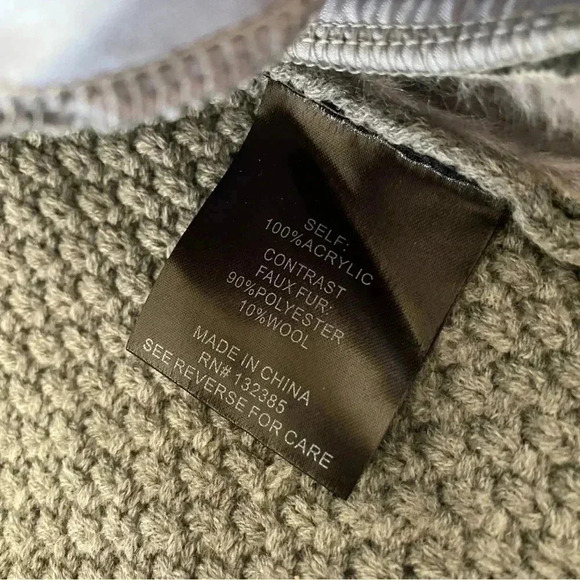 SELF:
100%ACRYLIC
CONTRAST
FAUX FUR:
90%POLYESTER
10%WOOL
MADE IN CHINA
RN# 132385
SEE REVERSE FOR CARE